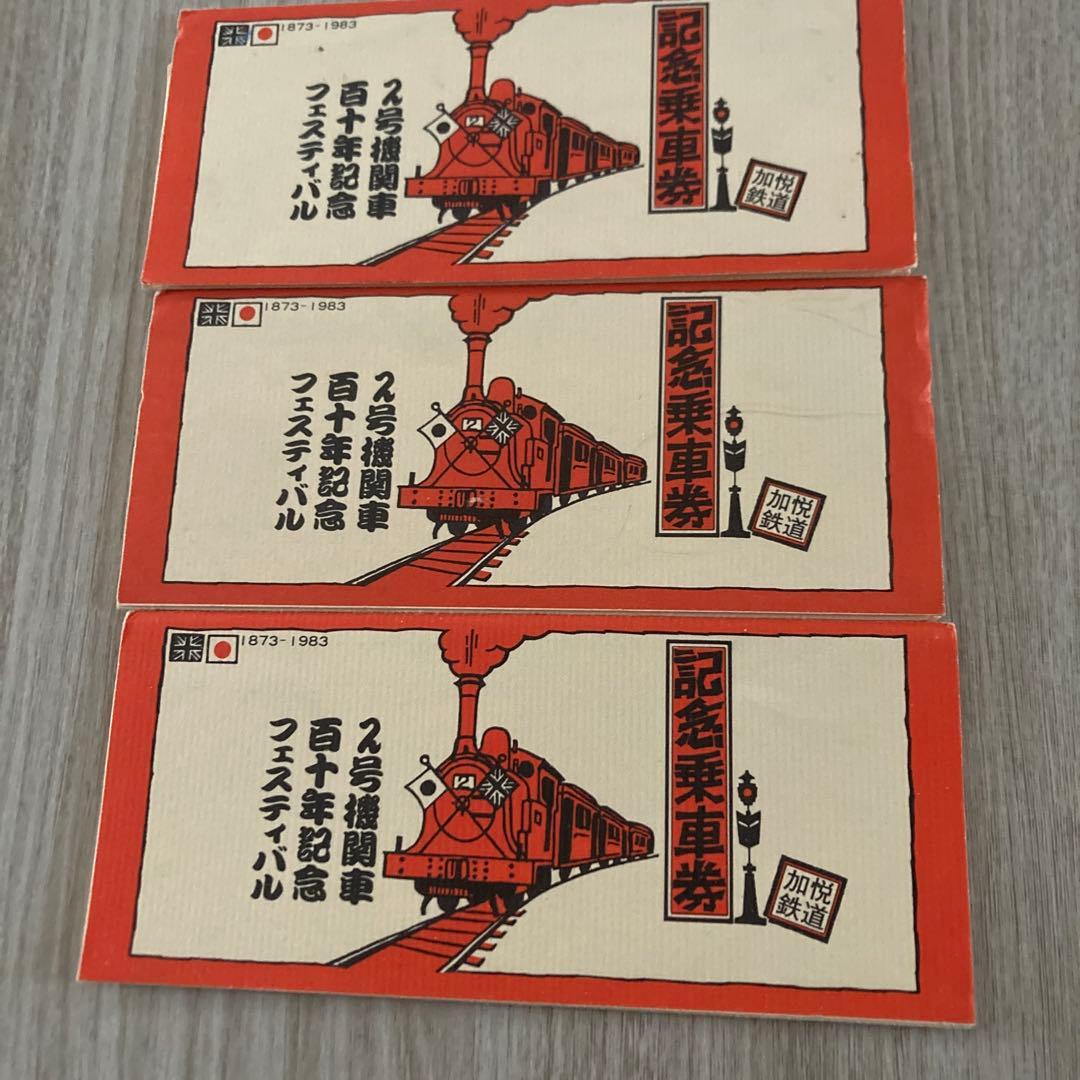 1873-1983
記念乗車券
加悦
鉄道
2号機関車
百十年記念
フェスティバル
2
1873-1983
記念乗車券
加悦
鉄道
2号機関車
百十年記念
フェスティバル
2
1873-1983
記念乗車券
加悦
鉄道
2号機関車
百十年記念
フェスティバル
2